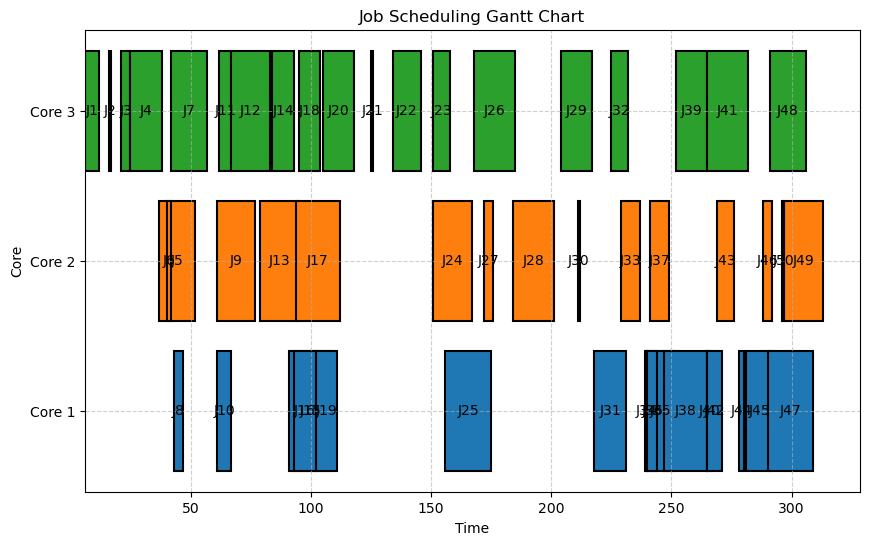 Job Scheduling Gantt Chart
Core 3
J1 J2 J3 J4 J7 J11 J12 J14 J18 J20 J21 J22 J23 J26 J29 J32 J39 J41 J48
Core 2
J5 J9 J13 J17 J24 J27 J28 J30 J33 J37 J43 J46 J50 J49
Core 1
J8 J10 J19 J25 J31 J38 J42 J45 J47
50 100 150 200 250 300
Time
Core